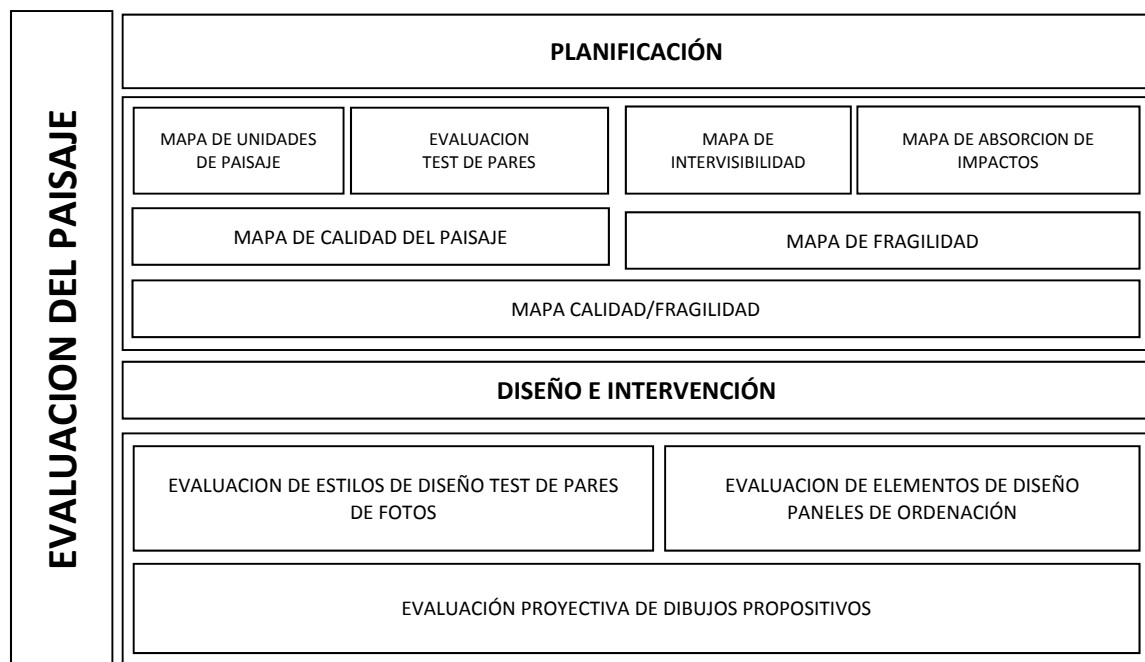 EVALUACION DEL PAISAJE
PLANIFICACIÓN
MAPA DE UNIDADES
DE PAISAJE
EVALUACION
TEST DE PARES
MAPA DE
INTERVISIBILIDAD
MAPA DE ABSORCION DE
IMPACTOS
MAPA DE CALIDAD DEL PAISAJE
MAPA DE FRAGILIDAD
MAPA CALIDAD/FRAGILIDAD
DISEÑO E INTERVENCIÓN
EVALUACION DE ESTILOS DE DISEÑO TEST DE PARES
DE FOTOS
EVALUACION DE ELEMENTOS DE DISEÑO
PANELES DE ORDENACIÓN
EVALUACIÓN PROYECTIVA DE DIBUJOS PROPOSITIVOS